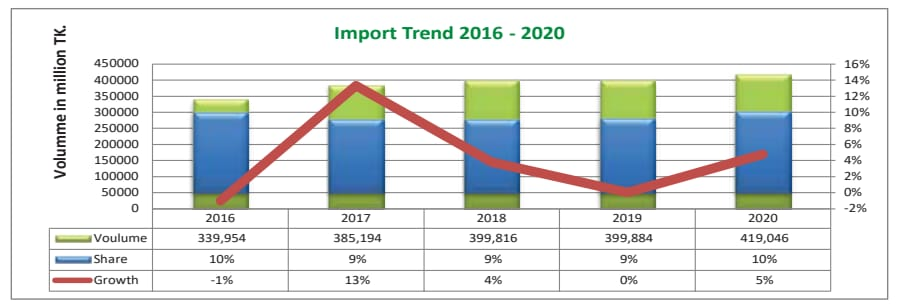 Import Trend 2016 - 2020
Volumme in million TK.
450000 16%
400000 14%
350000 12%
300000 10%
250000 8%
200000 6%
150000 4%
100000 2%
50000 0%
0 -2%
2016 2017 2018 2019 2020
Voulume 339,954 385,194 399,816 399,884 419,046
Share 10% 9% 9% 9% 10%
Growth -1% 13% 4% 0% 5%